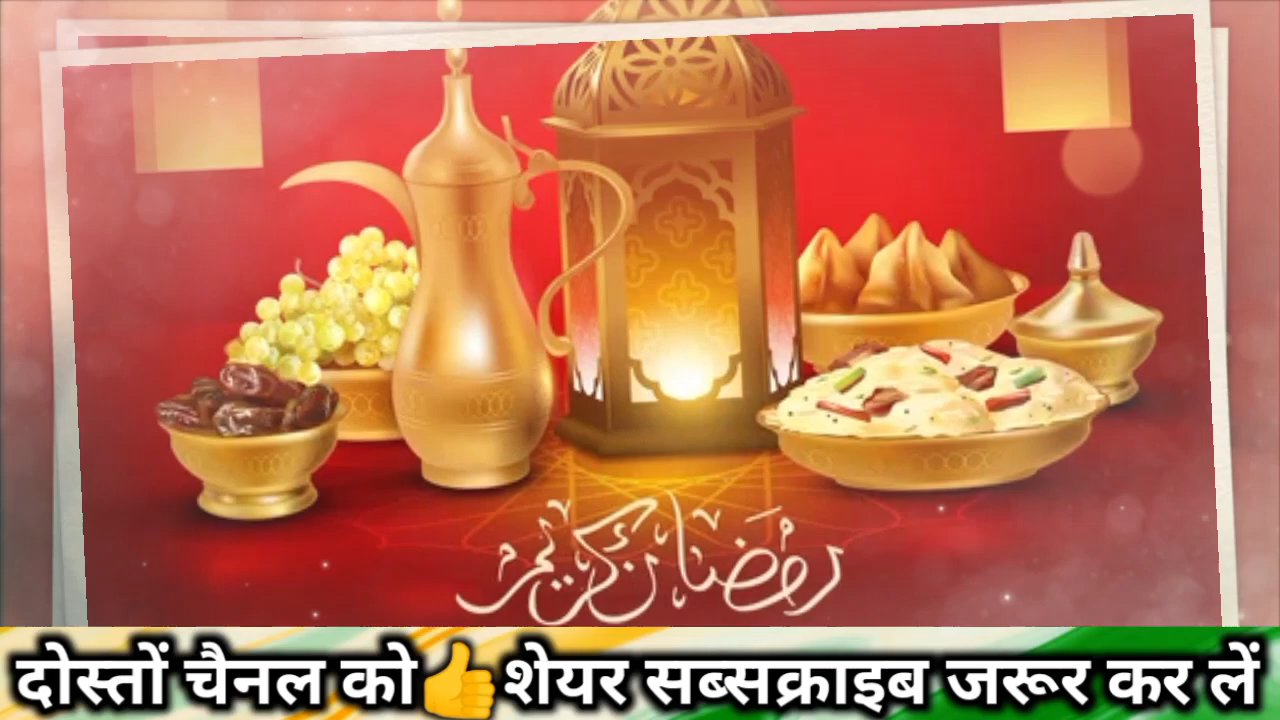 رمضان كريم
दोस्तों चैनल को👍शेयर सब्सक्राइब जरूर कर लें